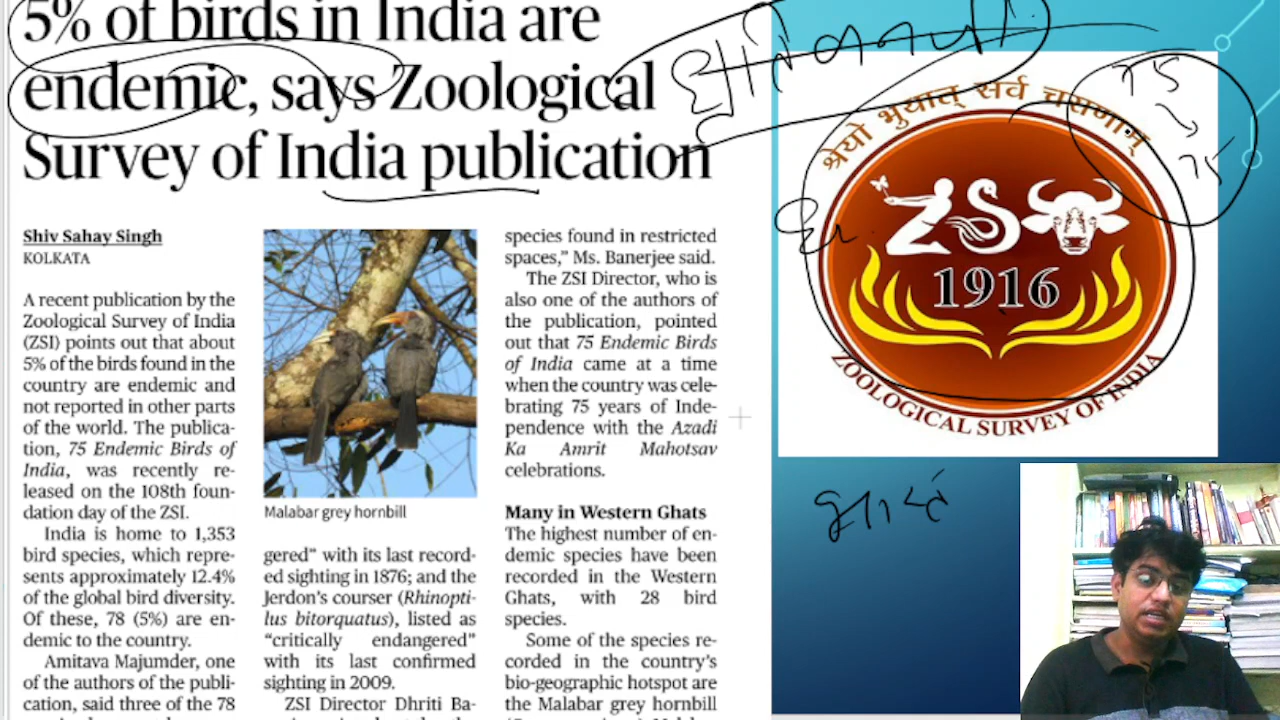 5% of birds in India are
endemic, says Zoological
Survey of India publication
Shiv Sahay Singh
KOLKATA
A recent publication by the
Zoological Survey of India
(ZSI) points out that about
5% of the birds found in the
country are endemic and
not reported in other parts
of the world. The publica-
tion, 75 Endemic Birds of
India, was recently re-
leased on the 108th foun-
dation day of the ZSI.
India is home to 1,353
bird species, which repre-
sents approximately 12.4%
of the global bird diversity.
Of these, 78 (5%) are en-
demic to the country.
Amitava Majumder, one
of the authors of the publi-
cation, said three of the 78
Malabar grey hornbill
gered” with its last record-
ed sighting in 1876; and the
Jerdon’s courser (Rhinopti-
lus bitorquatus), listed as
“critically endangered”
with its last confirmed
sighting in 2009.
ZSI Director Dhriti Ba-
species found in restricted
spaces,” Ms. Banerjee said.
The ZSI Director, who is
also one of the authors of
the publication, pointed
out that 75 Endemic Birds
of India came at a time
when the country was cele-
brating 75 years of Inde-
pendence with the Azadi
Ka Amrit Mahotsav
celebrations.
Many in Western Ghats
The highest number of en-
demic species have been
recorded in the Western
Ghats, with 28 bird
species.
Some of the species re-
corded in the country’s
bio-geographic hotspot are
the Malabar grey hornbill
श्रेयो भुयात् सर्व चराणाम्
ZSI
1916
ZOOLOGICAL SURVEY OF INDIA
75
75